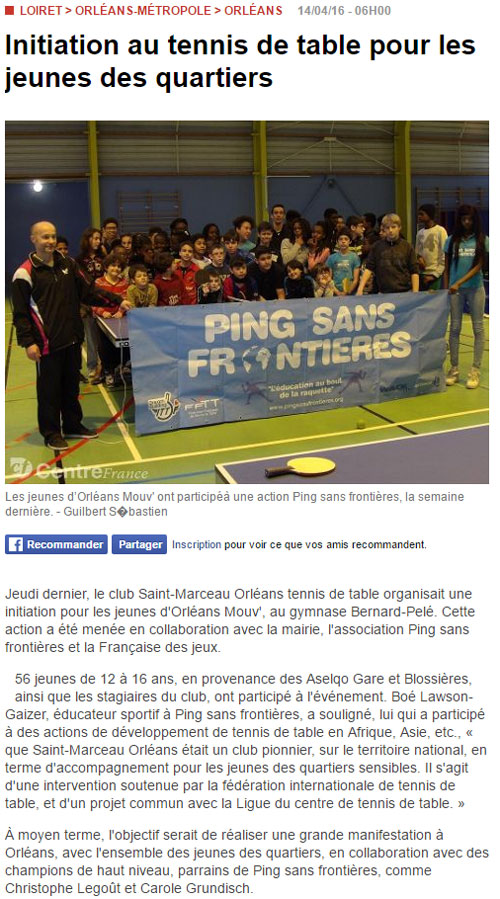 LOIRET > ORLÉANS-MÉTROPOLE > ORLÉANS 14/04/16 - 06H00
Initiation au tennis de table pour les
jeunes des quartiers
PING SANS
FRONTIERES
"L'éducation au bout
de la raquette"
FFTT
www.pingsansfrontieres.org
CentreFrance
Les jeunes d'Orléans Mouv' ont participéà une action Ping sans frontières, la semaine
dernière. - Guilbert S�bastien
Recommander Partager Inscription pour voir ce que vos amis recommandent.
Jeudi dernier, le club Saint-Marceau Orléans tennis de table organisait une
initiation pour les jeunes d'Orléans Mouv', au gymnase Bernard-Pelé. Cette
action a été menée en collaboration avec la mairie, l'association Ping sans
frontières et la Française des jeux.
56 jeunes de 12 à 16 ans, en provenance des Aselqo Gare et Blossières,
ainsi que les stagiaires du club, ont participé à l'événement. Boé Lawson-
Gaizer, éducateur sportif à Ping sans frontières, a souligné, lui qui a participé
à des actions de développement de tennis de table en Afrique, Asie, etc., «
que Saint-Marceau Orléans était un club pionnier, sur le territoire national, en
terme d'accompagnement pour les jeunes des quartiers sensibles. Il s'agit
d'une intervention soutenue par la fédération internationale de tennis de
table, et d'un projet commun avec la Ligue du centre de tennis de table. »
À moyen terme, l'objectif serait de réaliser une grande manifestation à
Orléans, avec l'ensemble des jeunes des quartiers, en collaboration avec des
champions de haut niveau, parrains de Ping sans frontières, comme
Christophe Legoût et Carole Grundisch.